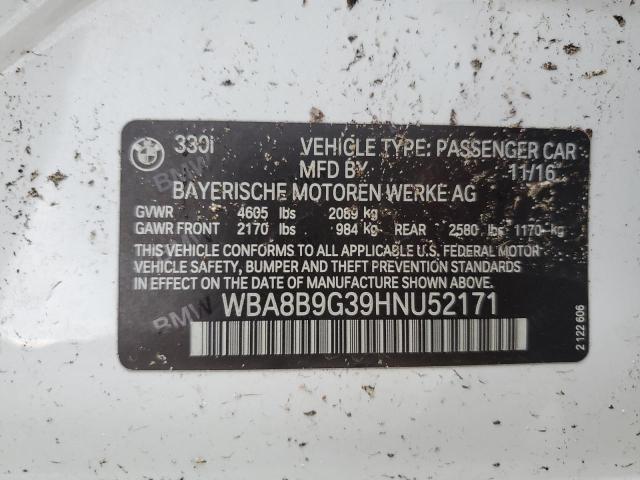 330i VEHICLE TYPE: PASSENGER CAR
MFD BY 11/16
BAYERISCHE MOTOREN WERKE AG
GVWR 4605 lbs 2089 kg
GAWR FRONT 2170 lbs 984 kg REAR 2580 lbs 1170 kg
THIS VEHICLE CONFORMS TO ALL APPLICABLE U.S. FEDERAL MOTOR
VEHICLE SAFETY, BUMPER AND THEFT PREVENTION STANDARDS
IN EFFECT ON THE DATE OF MANUFACTURE SHOWN ABOVE.
WBA8B9G39HNU52171
BMW
BMW
2 122 606